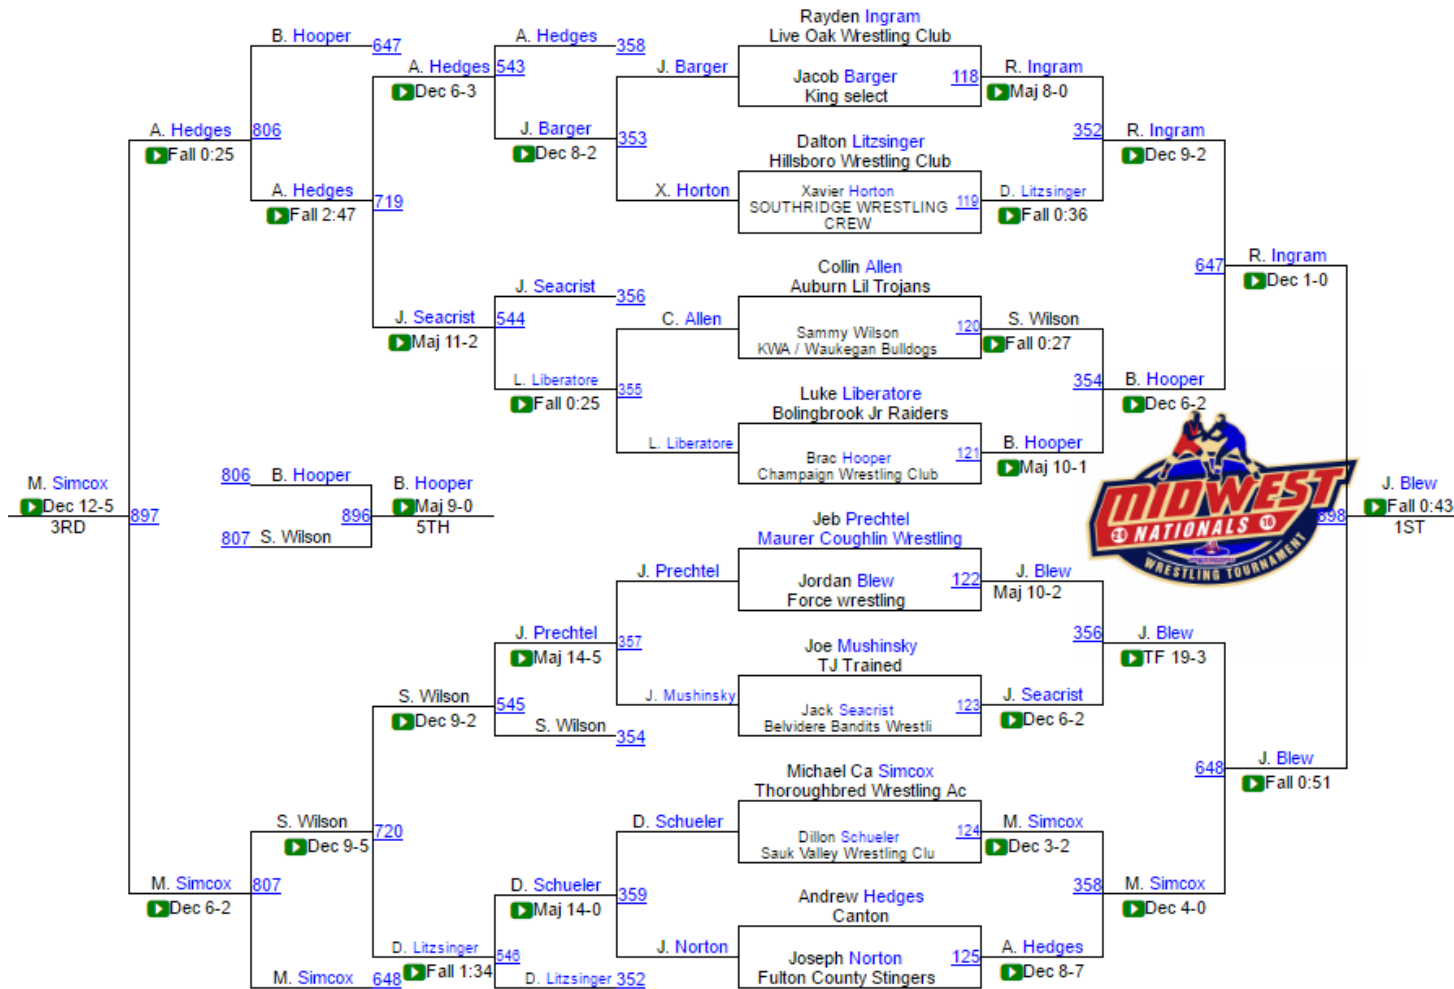 Rayden Ingram
Live Oak Wrestling Club
B. Hooper
647
A. Hedges
358
A. Hedges
543
Dec 6-3
J. Barger
Jacob Barger
King select
118
R. Ingram
Maj 8-0
A. Hedges
806
Fall 0:25
J. Barger
353
Dec 8-2
Dalton Litzsinger
Hillsboro Wrestling Club
352
R. Ingram
Dec 9-2
A. Hedges
719
Fall 2:47
X. Horton
Xavier Horton
SOUTHRIDGE WRESTLING
CREW
119
D. Litzsinger
Fall 0:36
Collin Allen
Auburn Lil Trojans
647
R. Ingram
Dec 1-0
J. Seacrist
356
J. Seacrist
544
Maj 11-2
C. Allen
Sammy Wilson
KWA / Waukegan Bulldogs
120
S. Wilson
Fall 0:27
L. Liberatore
355
Fall 0:25
Luke Liberatore
Bolingbrook Jr Raiders
354
B. Hooper
Dec 6-2
L. Liberatore
Brac Hooper
Champaign Wrestling Club
121
B. Hooper
Maj 10-1
M. Simcox
Dec 12-5
3RD
897
806
B. Hooper
807
S. Wilson
896
B. Hooper
Maj 9-0
5TH
MIDWEST
20 NATIONALS 16
WRESTLING TOURNAMENT
898
J. Blew
Fall 0:43
1ST
Jeb Prechtel
Maurer Coughlin Wrestling
J. Prechtel
Jordan Blew
Force wrestling
122
J. Blew
Maj 10-2
J. Prechtel
357
Maj 14-5
Joe Mushinsky
TJ Trained
356
J. Blew
TF 19-3
S. Wilson
545
Dec 9-2
J. Mushinsky
Jack Seacrist
Belvidere Bandits Wrestli
123
J. Seacrist
Dec 6-2
S. Wilson
354
Michael Ca Simcox
Thoroughbred Wrestling Ac
648
J. Blew
Fall 0:51
S. Wilson
720
Dec 9-5
D. Schueler
Dillon Schueler
Sauk Valley Wrestling Clu
124
M. Simcox
Dec 3-2
M. Simcox
807
Dec 6-2
D. Schueler
359
Maj 14-0
Andrew Hedges
Canton
358
M. Simcox
Dec 4-0
D. Litzsinger
546
Fall 1:34
J. Norton
Joseph Norton
Fulton County Stingers
125
A. Hedges
Dec 8-7
M. Simcox
648
D. Litzsinger
352